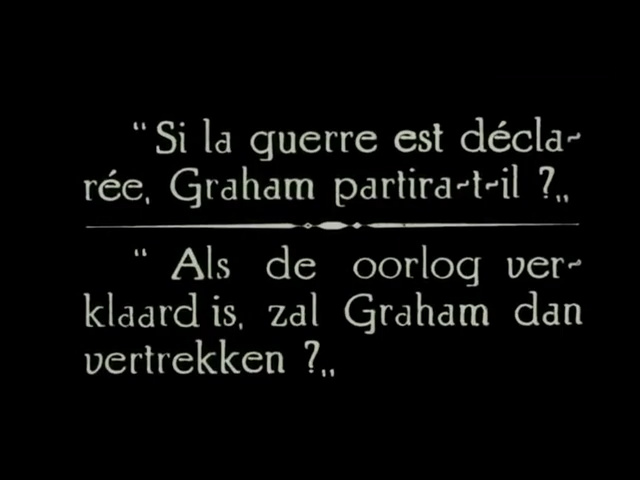 “Si la guerre est décla-
rée, Graham partira-t-il ?„
“ Als de oorlog ver-
klaard is, zal Graham dan
vertrekken ?„